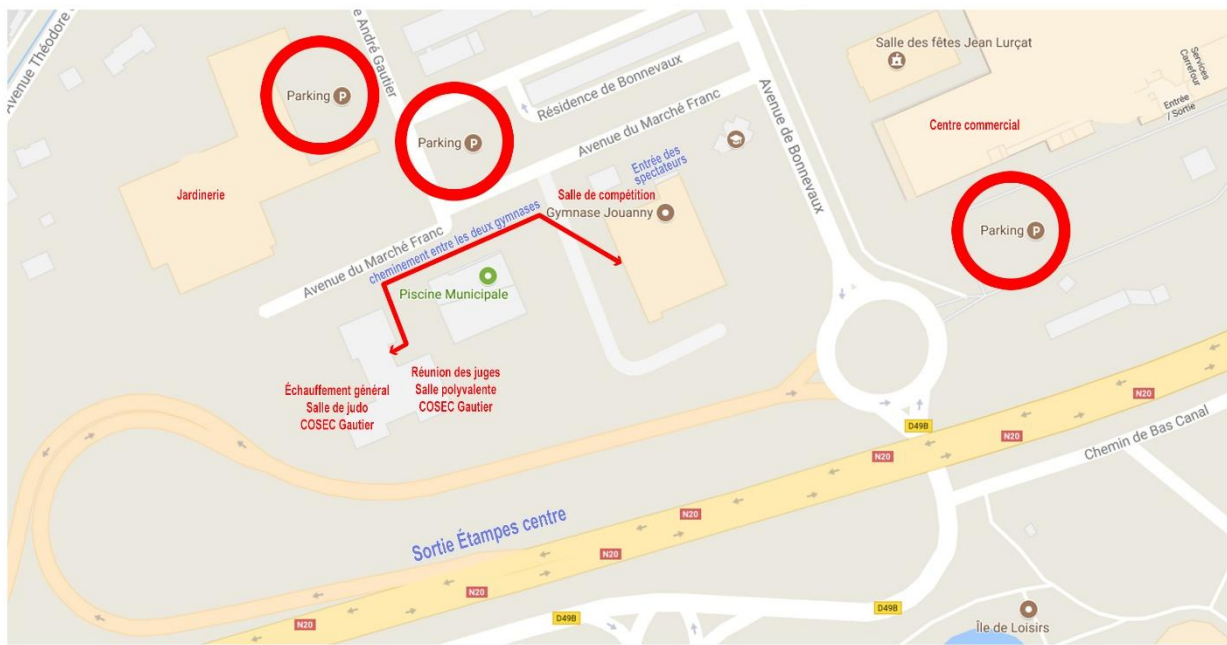 Avenue Théodore
e André Gautier
Parking P
Parking P
Résidence de Bonnevaux
Avenue du Marché Franc
Avenue de Bonnevaux
Salle des fêtes Jean Lurçat
Services
Carrefour
Entrée
/ Sortie
Centre commercial
Parking P
Jardinerie
Entrée des
spectateurs
Salle de compétition
Gymnase Jouanny
cheminement entre les deux gymnases
Avenue du Marché Franc
Piscine Municipale
Échauffement général
Salle de judo
COSEC Gautier
Réunion des juges
Salle polyvalente
COSEC Gautier
N20
D49B
N20
N20
Chemin de Bas Canal
Sortie Étampes centre
N20
N20
N20
N20
D49B
D49B
Île de Loisirs